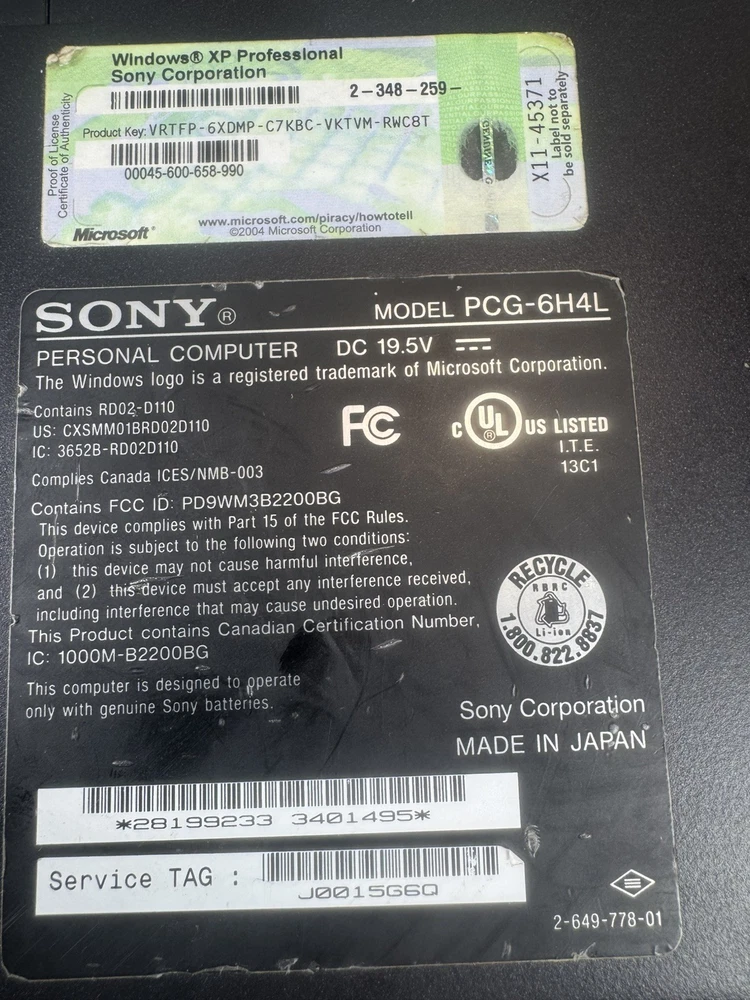 Windows® XP Professional
Sony Corporation
2-348-259-
Product Key: VRTFP-6XDMP-C7KBC-VKTVM-RWC8T
00045-600-658-990
Proof of License
Certificate of Authenticity
X11-45371
Label not to
be sold separately
www.microsoft.com/piracy/howtotell
©2004 Microsoft Corporation
Microsoft®
SONY®
MODEL PCG-6H4L
PERSONAL COMPUTER DC 19.5V
The Windows logo is a registered trademark of Microsoft Corporation.
Contains RD02-D110
US: CXSMM01BRD02D110
IC: 3652B-RD02D110
FC
C UL® US LISTED
I.T.E.
13C1
Complies Canada ICES/NMB-003
Contains FCC ID: PD9WM3B2200BG
This device complies with Part 15 of the FCC Rules.
Operation is subject to the following two conditions:
(1) this device may not cause harmful interference,
and (2) this device must accept any interference received,
including interference that may cause undesired operation.
This Product contains Canadian Certification Number,
IC: 1000M-B2200BG
RECYCLE
RBRC
Li-ion
1.800.822.8837
This computer is designed to operate
only with genuine Sony batteries.
Sony Corporation
MADE IN JAPAN
*28199233 3401495*
Service TAG :
J0015G6Q
2-649-778-01